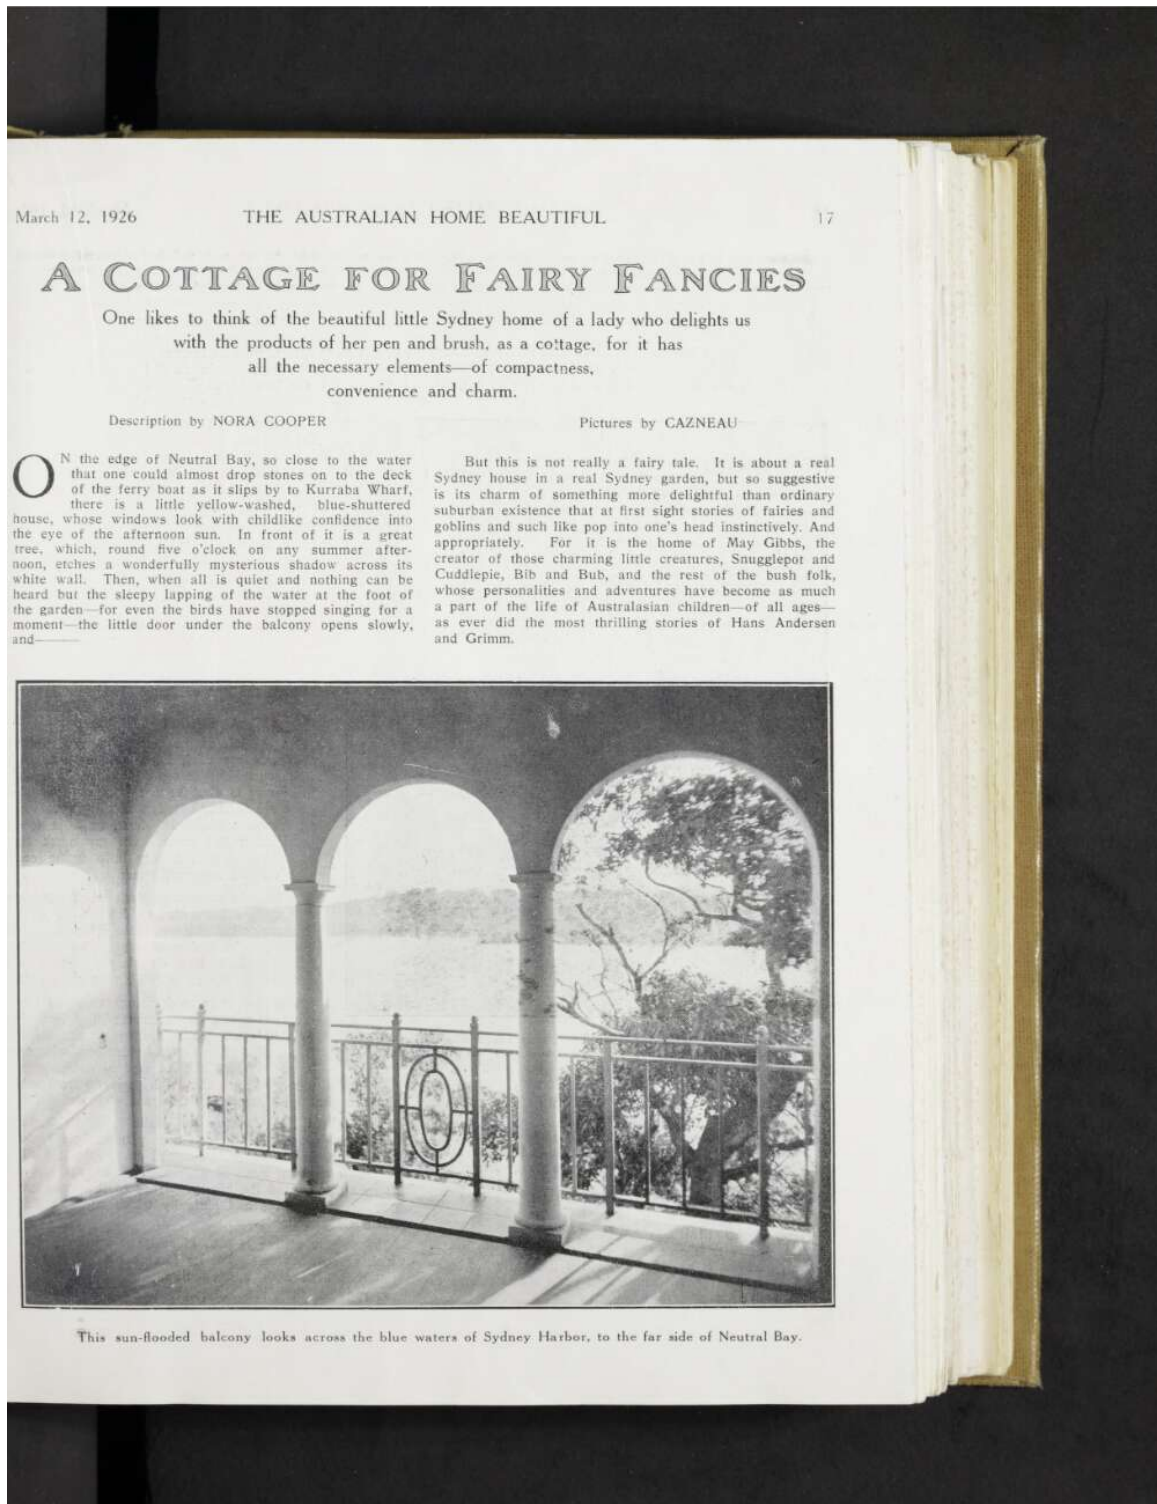 March 12, 1926 THE AUSTRALIAN HOME BEAUTIFUL 17
A COTTAGE FOR FAIRY FANCIES
One likes to think of the beautiful little Sydney home of a lady who delights us
with the products of her pen and brush, as a cottage, for it has
all the necessary elements—of compactness,
convenience and charm.
Description by NORA COOPER
Pictures by CAZNEAU
ON the edge of Neutral Bay, so close to the water
that one could almost drop stones on to the deck
of the ferry boat as it slips by to Kurraba Wharf,
there is a little yellow-washed, blue-shuttered
house, whose windows look with childlike confidence into
the eye of the afternoon sun. In front of it is a great
tree, which, round five o'clock on any summer after-
noon, etches a wonderfully mysterious shadow across its
white wall. Then, when all is quiet and nothing can be
heard but the sleepy lapping of the water at the foot of
the garden—for even the birds have stopped singing for a
moment—the little door under the balcony opens slowly,
and———
But this is not really a fairy tale. It is about a real
Sydney house in a real Sydney garden, but so suggestive
is its charm of something more delightful than ordinary
suburban existence that at first sight stories of fairies and
goblins and such like pop into one's head instinctively. And
appropriately. For it is the home of May Gibbs, the
creator of those charming little creatures, Snugglepot and
Cuddlepie, Bib and Bub, and the rest of the bush folk,
whose personalities and adventures have become as much
a part of the life of Australasian children—of all ages—
as ever did the most thrilling stories of Hans Andersen
and Grimm.
This sun-flooded balcony looks across the blue waters of Sydney Harbor, to the far side of Neutral Bay.